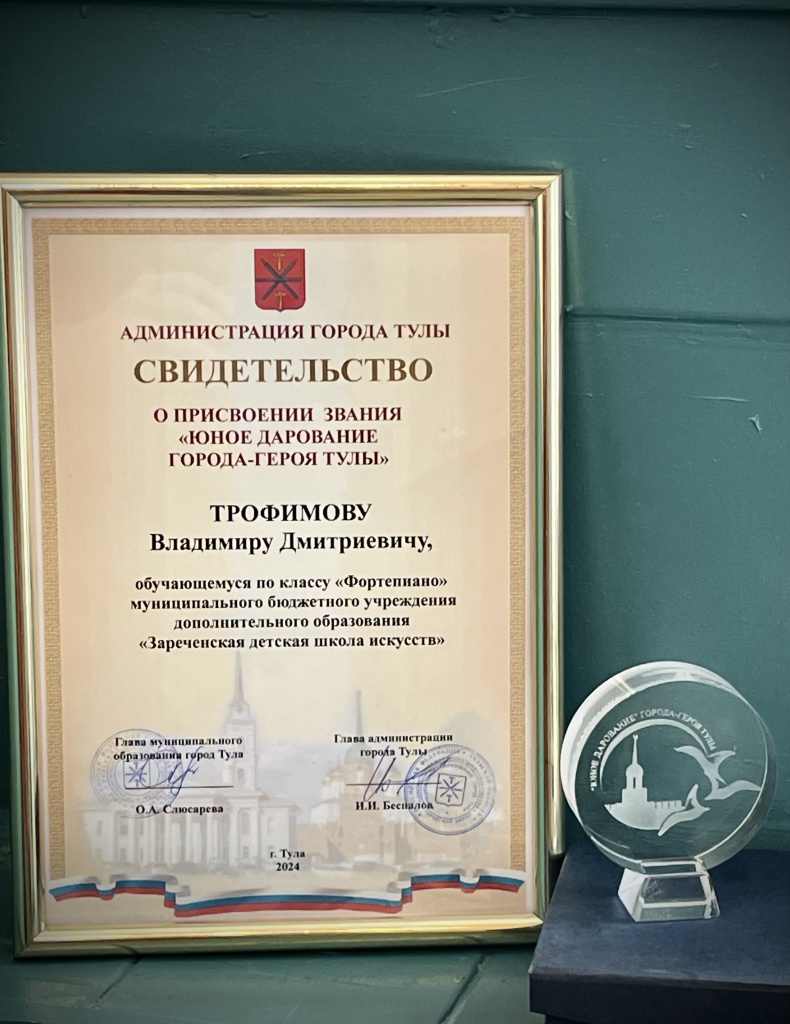 АДМИНИСТРАЦИЯ ГОРОДА ТУЛЫ
СВИДЕТЕЛЬСТВО
О ПРИСВОЕНИИ ЗВАНИЯ
«ЮНОЕ ДАРОВАНИЕ
ГОРОДА-ГЕРОЯ ТУЛЫ»
ТРОФИМОВУ
Владимиру Дмитриевичу,
обучающемуся по классу «Фортепиано»
муниципального бюджетного учреждения
дополнительного образования
«Зареченская детская школа искусств»
Глава муниципального
образования город Тула
О.А. Слюсарева
Глава администрации
города Тулы
И.И. Беспалов
г. Тула
2024
"ЮНОЕ ДАРОВАНИЕ" ГОРОДА-ГЕРОЯ ТУЛЫ